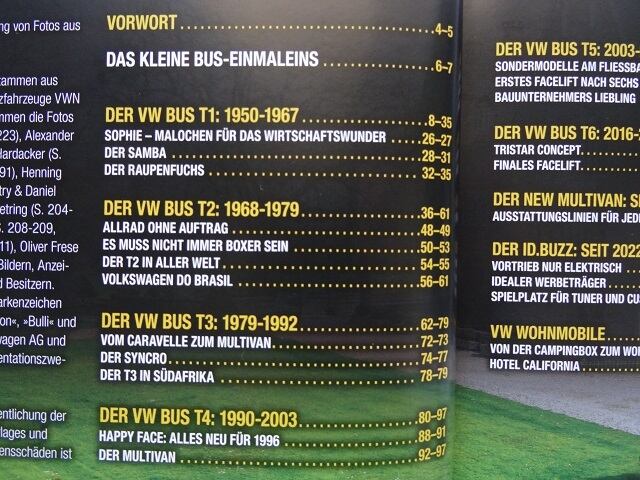 ng von Fotos aus
stammen aus
zfahrzeuge VWN
mmen die Fotos
223), Alexander
Hardacker (S.
91), Henning
try & Daniel
etring (S. 204-
S. 208-209,
11), Oliver Frese
Bildern, Anzei-
d Besitzern.
arkenzeichen
on«, »Bulli« und
wagen AG und
entationszwe-
entlichung der
lages und
ensschäden ist
VORWORT 4–5
DAS KLEINE BUS-EINMALEINS 6–7
DER VW BUS T1: 1950-1967 8–35
SOPHIE – MALOCHEN FÜR DAS WIRTSCHAFTSWUNDER 26–27
DER SAMBA 28–31
DER RAUPENFUCHS 32–35
DER VW BUS T2: 1968-1979 36–61
ALLRAD OHNE AUFTRAG 48–49
ES MUSS NICHT IMMER BOXER SEIN 50–53
DER T2 IN ALLER WELT 54–55
VOLKSWAGEN DO BRASIL 56–61
DER VW BUS T3: 1979-1992 62–79
VOM CARAVELLE ZUM MULTIVAN 72–73
DER SYNCRO 74–77
DER T3 IN SÜDAFRIKA 78–79
DER VW BUS T4: 1990-2003 80–97
HAPPY FACE: ALLES NEU FÜR 1996 88–91
DER MULTIVAN 92–97
DER VW BUS T5: 2003-
SONDERMODELLE AM FLIESSBA
ERSTES FACELIFT NACH SECHS
BAUUNTERNEHMERS LIEBLING
DER VW BUS T6: 2016-2
TRISTAR CONCEPT
FINALES FACELIFT
DER NEW MULTIVAN: S
AUSSTATTUNGSLINIEN FÜR JED
DER ID.BUZZ: SEIT 2022
VORTRIEB NUR ELEKTRISCH
IDEALER WERBETRÄGER
SPIELPLATZ FÜR TUNER UND CUS
VW WOHNMOBILE
VON DER CAMPINGBOX ZUM WO
HOTEL CALIFORNIA